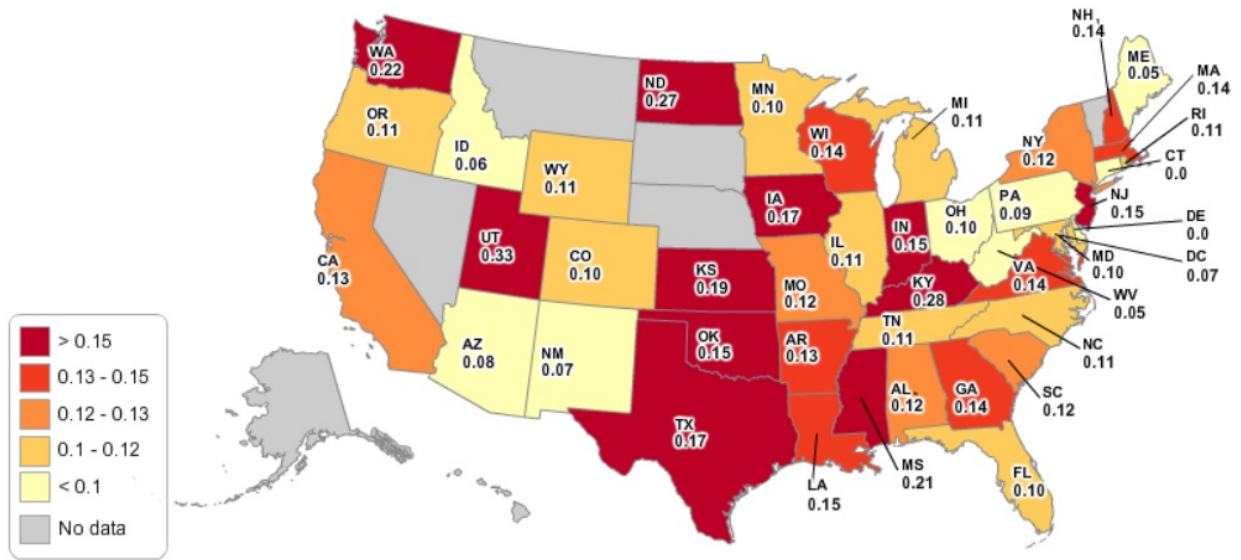 WA
0.22
OR
0.11
CA
0.13
ID
0.06
UT
0.33
AZ
0.08
WY
0.11
CO
0.10
NM
0.07
ND
0.27
KS
0.19
OK
0.15
TX
0.17
MN
0.10
IA
0.17
MO
0.12
AR
0.13
LA
0.15
WI
0.14
IL
0.11
MS
0.21
MI
0.11
IN
0.15
KY
0.28
TN
0.11
AL
0.12
OH
0.10
GA
0.14
FL
0.10
SC
0.12
NC
0.11
VA
0.14
WV
0.05
PA
0.09
NY
0.12
NH
0.14
ME
0.05
MA
0.14
RI
0.11
CT
0.0
NJ
0.15
DE
0.0
MD
0.10
DC
0.07
> 0.15
0.13 - 0.15
0.12 - 0.13
0.1 - 0.12
< 0.1
No data